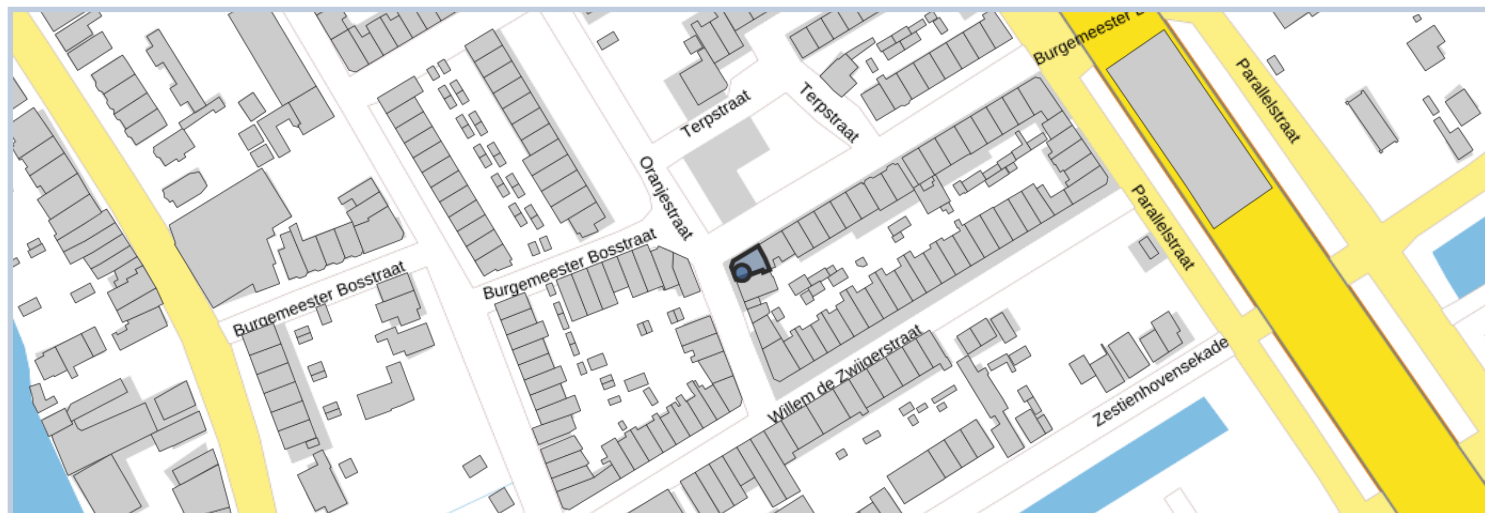 Burgemeester B
Parallelstraat
Terpstraat
Terpstraat
Oranjestraat
Parallelstraat
Burgemeester Bosstraat
Burgemeester Bosstraat
Willem de Zwijgerstraat
Zestienhovensekade